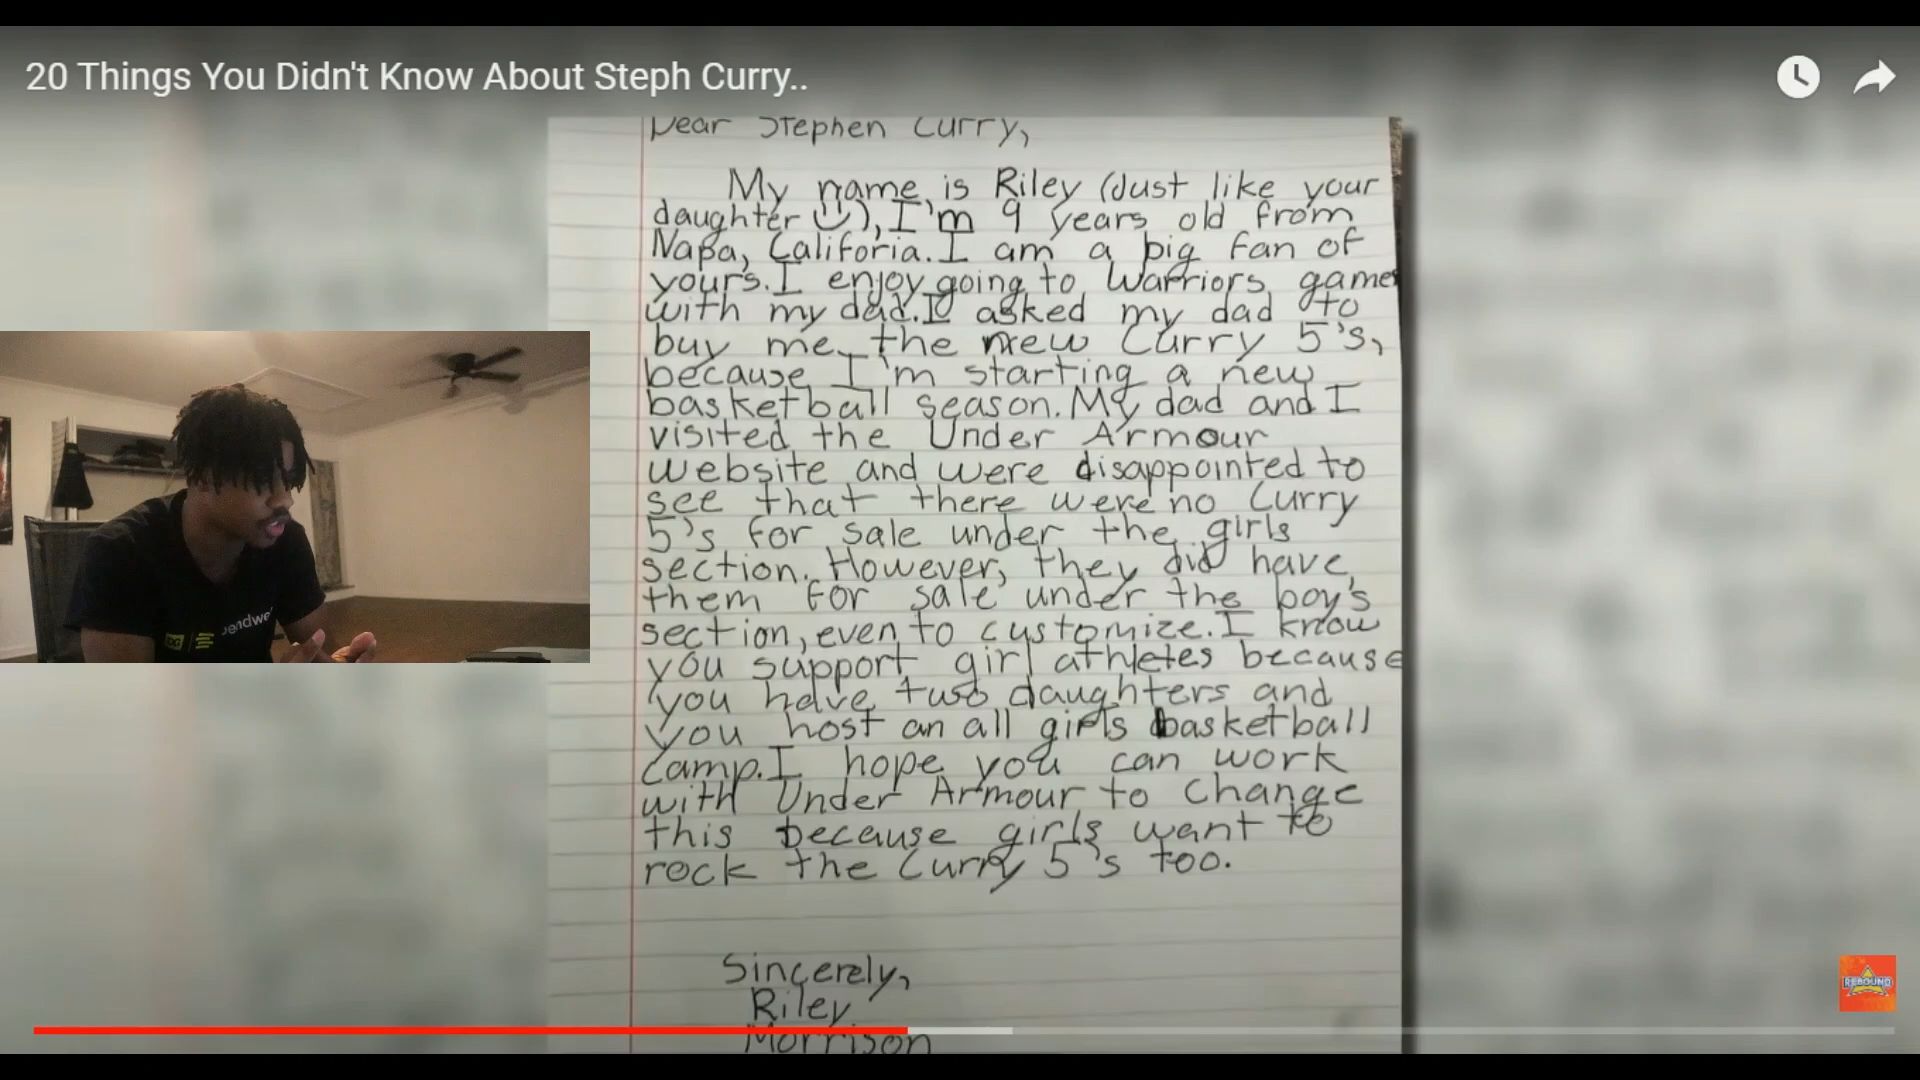 20 Things You Didn't Know About Steph Curry..
Dear Stephen Curry,
My name is Riley (Just like your
daughter), I'm 9 years old from
Napa, Califoria. I am a big fan of
yours. I enjoy going to Warriors games
with my dad. I asked my dad to
buy me the new Curry 5's,
because I'm starting a new
basketball season. My dad and I
visited the Under Armour
website and were disappointed to
see that there were no Curry
5's for sale under the girls
section. However, they did have
them for sale under the boy's
section, even to customize. I know
you support girl athletes because
you have two daughters and
you host an all girls basketball
camp. I hope you can work
with Under Armour to change
this because girls want to
rock the Curry 5's too.
Sincerely,
Riley
Morrison
REBOUND